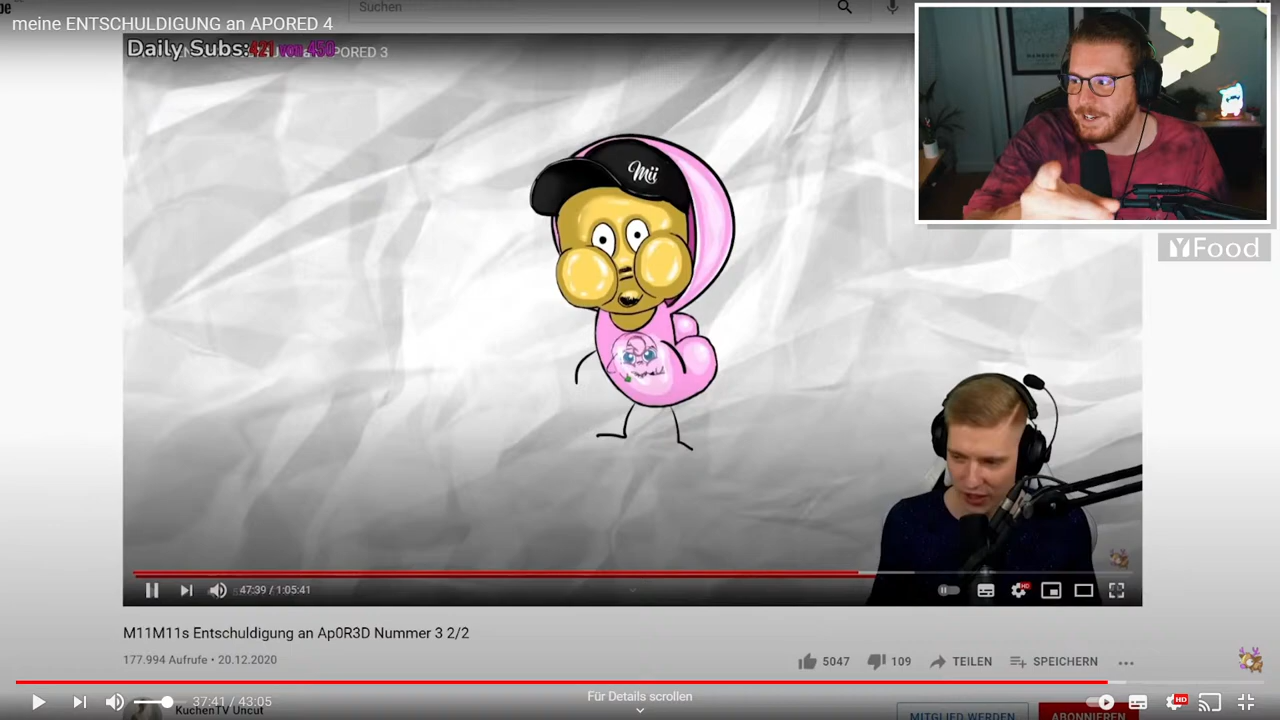 Suchen
meine ENTSCHULDIGUNG an APORED 4
Daily Subs:421 von 450
PORED 3
Mii
YFood
47:39 / 1:05:41
M11M11s Entschuldigung an Ap0R3D Nummer 3 2/2
177.994 Aufrufe • 20.12.2020
5047
109
TEILEN
SPEICHERN
Für Details scrollen
37:41 / 43:05
HD
KuchenTV Uncut
MITGLIED WERDEN
ABONNIEREN